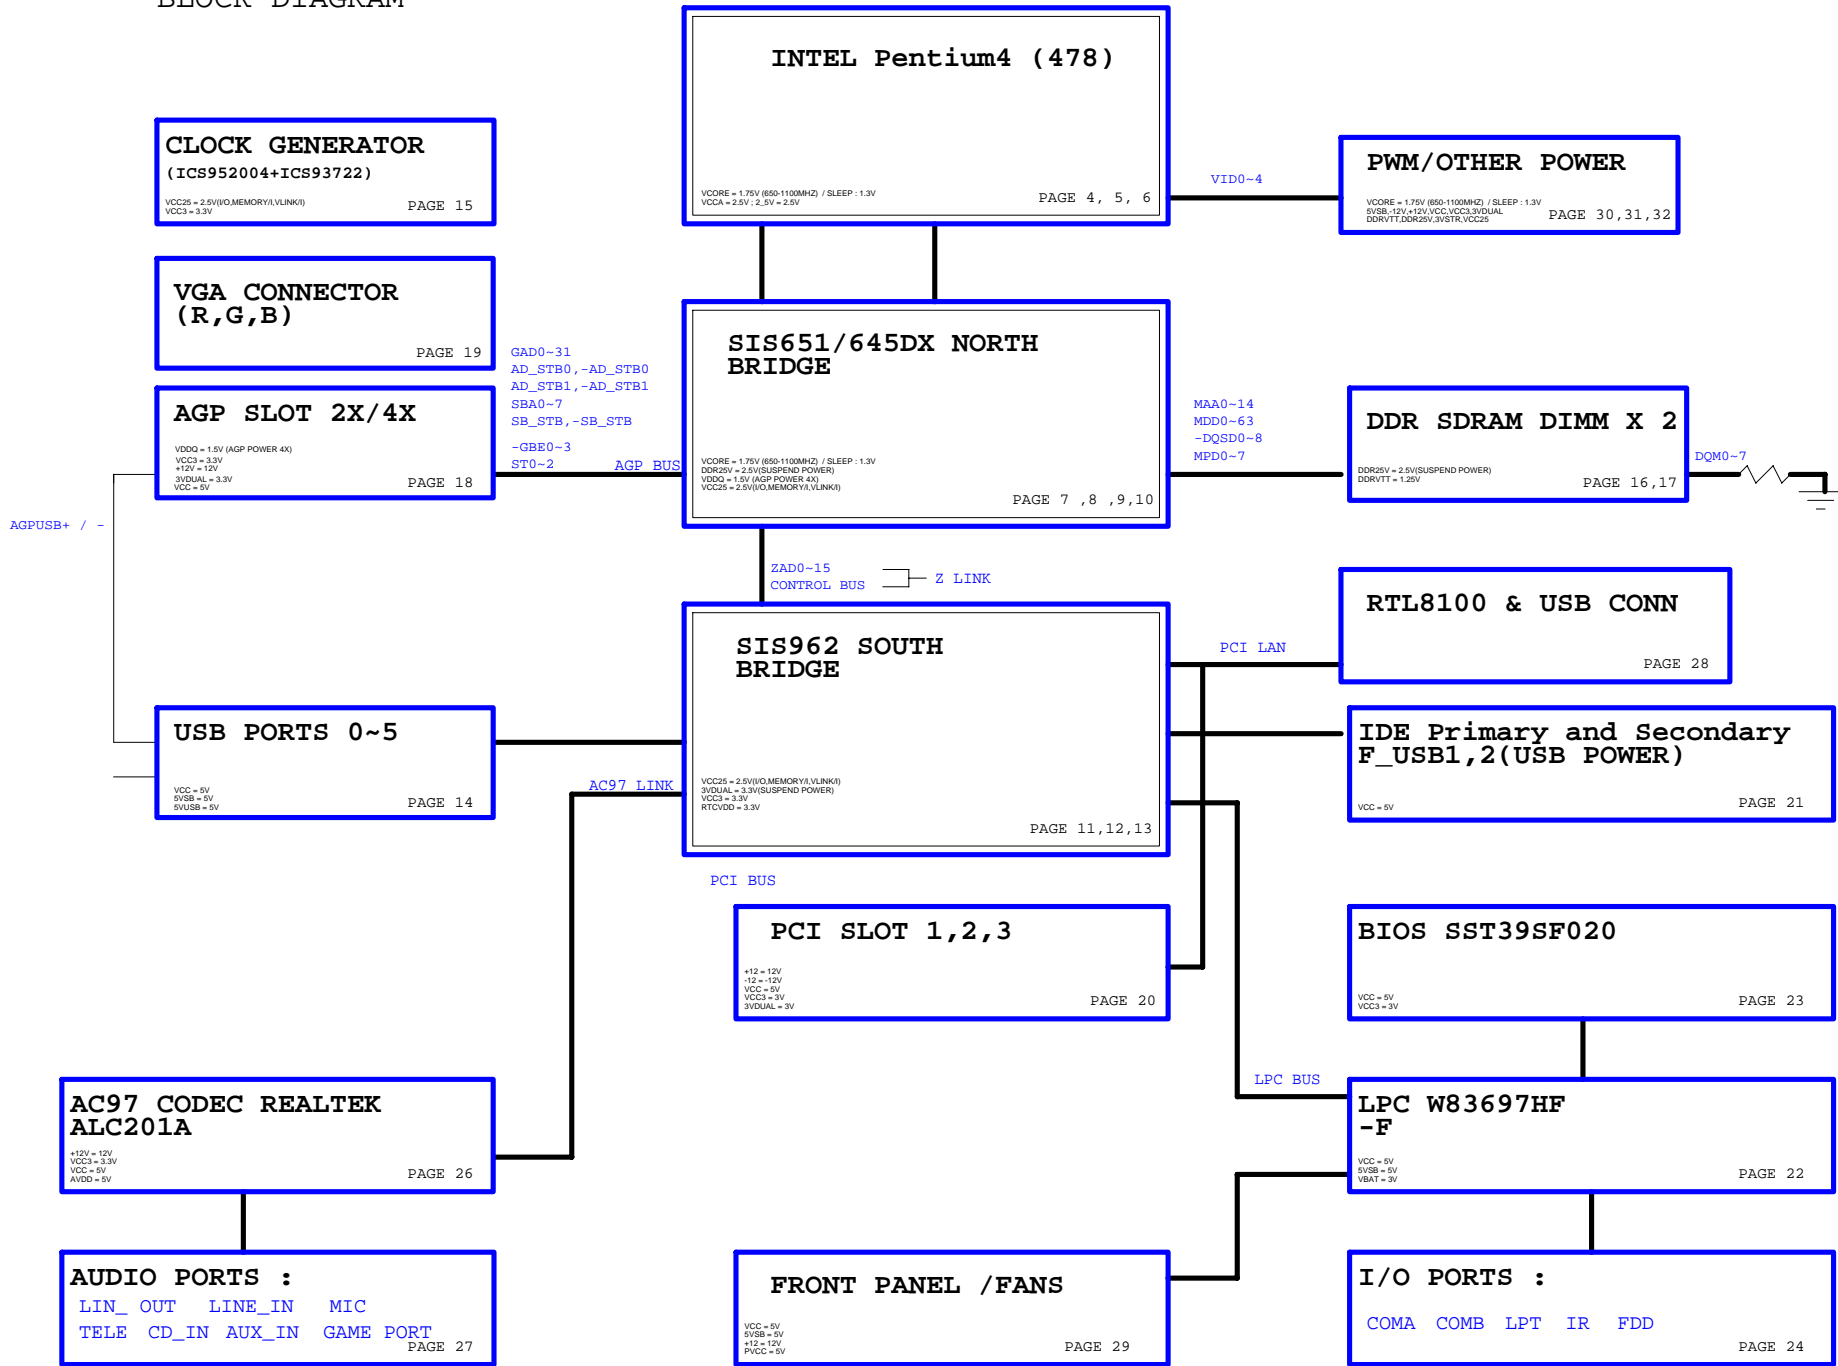 BLOCK DIAGRAM
INTEL Pentium4 (478)
VCORE = 1.75V (650-1100MHZ) / SLEEP : 1.3V
VCCA = 2.5V ; 2_5V = 2.5V
PAGE 4, 5, 6
CLOCK GENERATOR
(ICS952004+ICS93722)
VCC25 = 2.5V(I/O,MEMORY/I,VLINK/I)
VCC3 = 3.3V
PAGE 15
VID0~4
PWM/OTHER POWER
VCORE = 1.75V (650-1100MHZ) / SLEEP : 1.3V
5VSB,-12V,+12V,VCC,VCC3,3VDUAL
DDRVTT,DDR25V,3VSTR,VCC25
PAGE 30,31,32
VGA CONNECTOR
(R,G,B)
PAGE 19
GAD0~31
AD_STB0,-AD_STB0
AD_STB1,-AD_STB1
SBA0~7
SB_STB,-SB_STB
-GBE0~3
ST0~2
AGP BUS
SIS651/645DX NORTH
BRIDGE
VCORE = 1.75V (650-1100MHZ) / SLEEP : 1.3V
DDR25V = 2.5V(SUSPEND POWER)
VDDQ = 1.5V (AGP POWER 4X)
VCC25 = 2.5V(I/O,MEMORY/I,VLINK/I)
PAGE 7 ,8 ,9,10
AGP SLOT 2X/4X
VDDQ = 1.5V (AGP POWER 4X)
VCC3 = 3.3V
+12V = 12V
3VDUAL = 3.3V
VCC = 5V
PAGE 18
MAA0~14
MDD0~63
-DQSD0~8
MPD0~7
DDR SDRAM DIMM X 2
DDR25V = 2.5V(SUSPEND POWER)
DDRVTT = 1.25V
PAGE 16,17
DQM0~7
AGPUSB+ / -
ZAD0~15
CONTROL BUS
Z LINK
RTL8100 & USB CONN
PAGE 28
SIS962 SOUTH
BRIDGE
VCC25 = 2.5V(I/O,MEMORY/I,VLINK/I)
3VDUAL = 3.3V(SUSPEND POWER)
VCC3 = 3.3V
RTCVDD = 3.3V
PAGE 11,12,13
PCI LAN
USB PORTS 0~5
VCC = 5V
5VSB = 5V
5VUSB = 5V
PAGE 14
AC97 LINK
IDE Primary and Secondary
F_USB1,2(USB POWER)
VCC = 5V
PAGE 21
PCI BUS
PCI SLOT 1,2,3
+12 = 12V
-12 = -12V
VCC = 5V
VCC3 = 3V
3VDUAL = 3V
PAGE 20
BIOS SST39SF020
VCC = 5V
VCC3 = 3V
PAGE 23
LPC BUS
AC97 CODEC REALTEK
ALC201A
+12V = 12V
VCC3 = 3.3V
VCC = 5V
AVDD = 5V
PAGE 26
LPC W83697HF
-F
VCC = 5V
5VSB = 5V
VBAT = 3V
PAGE 22
AUDIO PORTS :
LIN_ OUT LINE_IN MIC
TELE CD_IN AUX_IN GAME PORT
PAGE 27
FRONT PANEL /FANS
VCC = 5V
5VSB = 5V
+12 = 12V
PVCC = 5V
PAGE 29
I/O PORTS :
COMA COMB LPT IR FDD
PAGE 24